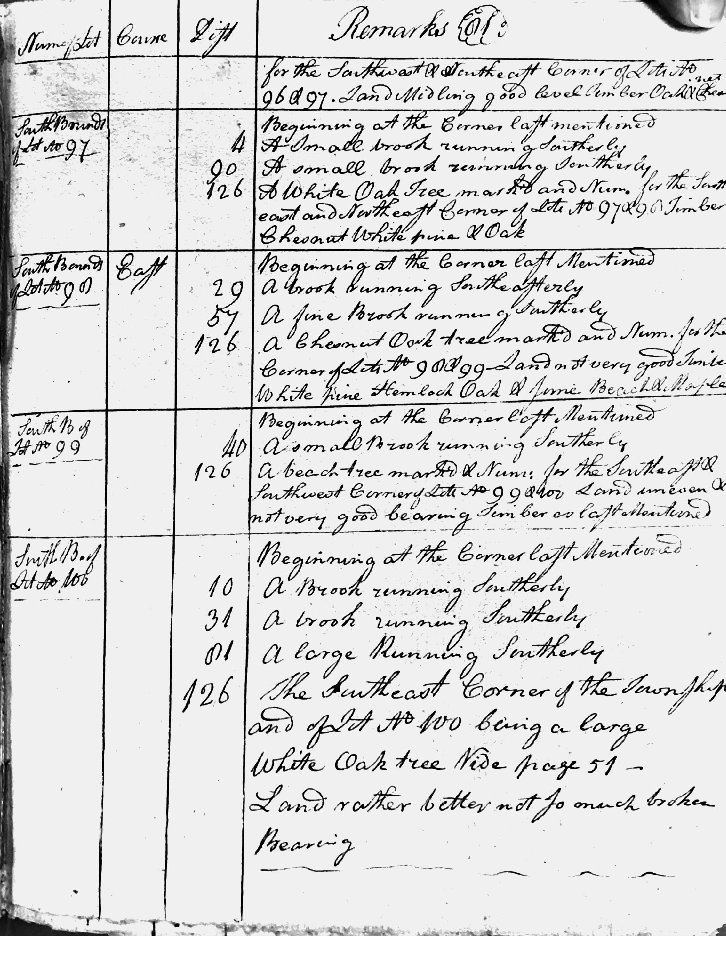 Num of Lot Course Dist Remarks &c
for the Southwest & Southeast Corner of Lots No
96 & 97. Land Midling good level Timber Oak &
South Bounds of Lot No 97
Beginning at the Corner last mentioned
4 A Small brook running Southerly
90 A small brook running Southerly
126 A White Oak Tree markd and Num. for the South
east and Northeast Corner of Lots No 97 & 98 Timber
Chesnut White pine & Oak
South Bounds of Lot No 98 East
Beginning at the Corner last Mentioned
29 A brook running Southeasterly
57 A fine Brook running Southerly
126 A Chesnut Oak tree markd and Num. for the
Corner of Lots No 98 & 99 Land not very good Timber
White pine Hemlock Oak & some Beach & Maple
South B of Lot No 99
Beginning at the Corner last Mentioned
40 A small Brook running Southerly
126 A beach tree markd & Num. for the Southeast &
Southwest Corner of Lots No 99 & 100 Land uneven &
not very good bearing Timber as last Mentioned
South B of Lot No 100
Beginning at the Corner last Mentioned
10 A Brook running Southerly
31 A brook running Southerly
81 A large Running Southerly
126 The Southeast Corner of the Township
and of Lot No 100 being a large
White Oak tree Vide page 51 –
Land rather better not so much broken
Bearing